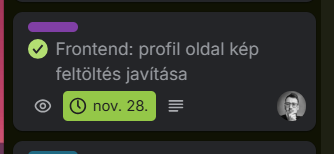 Frontend: profil oldal kép
feltöltés javítása
nov. 28.